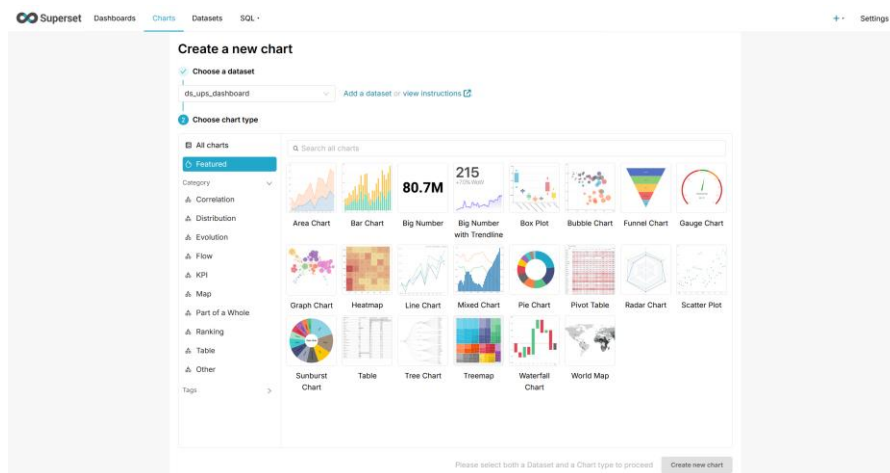 Superset Dashboards Charts Datasets SQL Settings
Create a new chart
Choose a dataset
ds_ups_dashboard Add a dataset or view instructions
2 Choose chart type
All charts
Search all charts
Featured
Category
Correlation
Distribution
Evolution
Flow
KPI
Map
Part of a Whole
Ranking
Table
Other
Tags
80.7M
215
Area Chart Bar Chart Big Number Big Number with Trendline Box Plot Bubble Chart Funnel Chart Gauge Chart
Graph Chart Heatmap Line Chart Mixed Chart Pie Chart Pivot Table Radar Chart Scatter Plot
Sunburst Chart Table Tree Chart Treemap Waterfall Chart World Map
Please select both a Dataset and a Chart type to proceed Create new chart